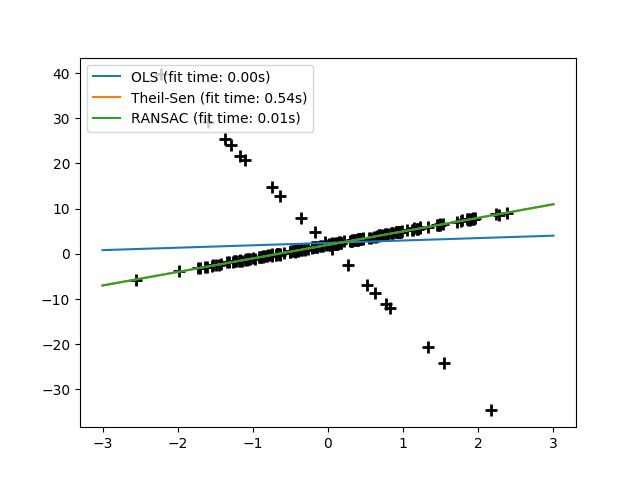 OLS (fit time: 0.00s)
Theil-Sen (fit time: 0.54s)
RANSAC (fit time: 0.01s)
40
30
20
10
0
−10
−20
−30
−3 −2 −1 0 1 2 3